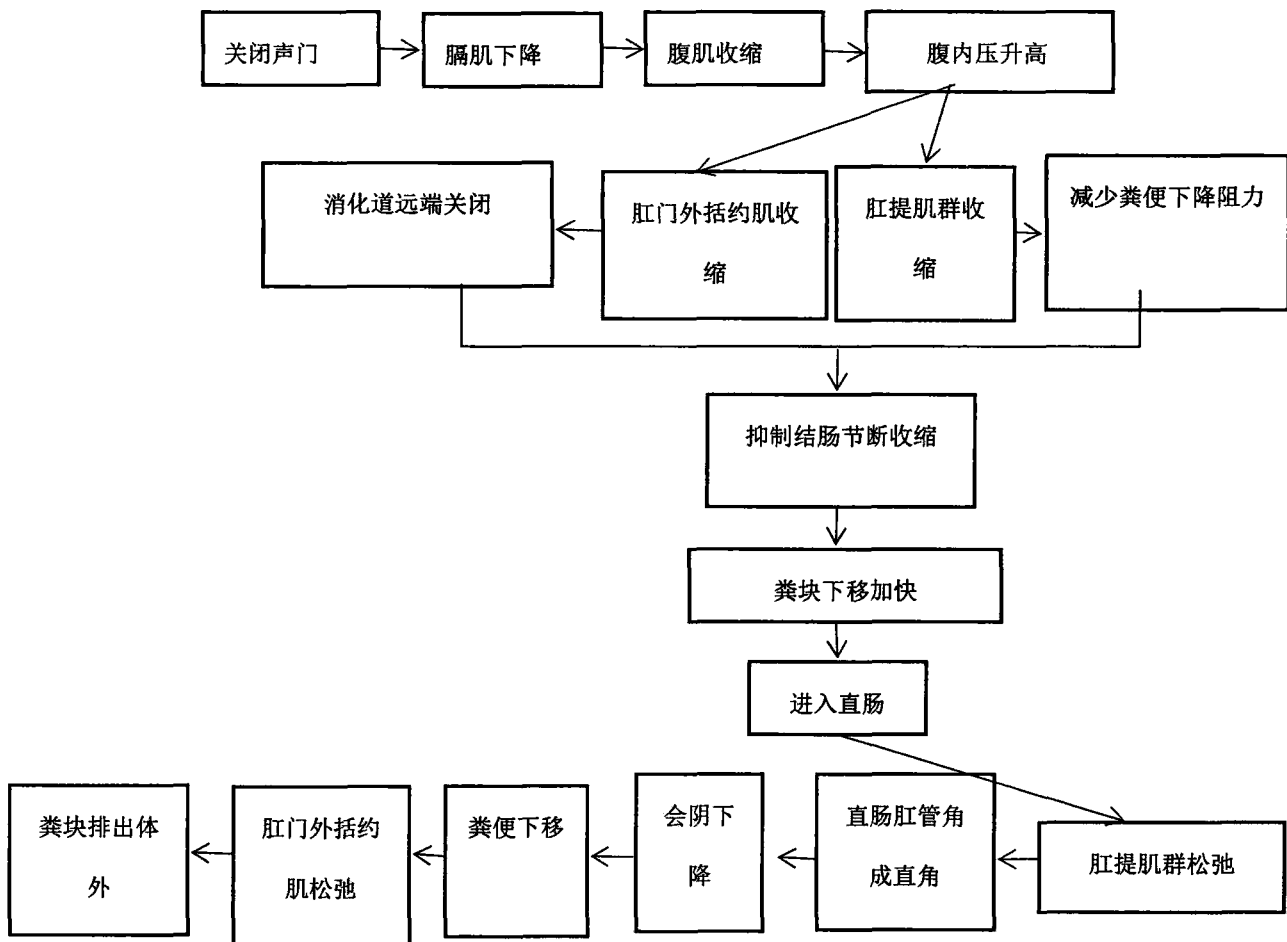 关闭声门
膈肌下降
腹肌收缩
腹内压升高
消化道远端关闭
肛门外括约肌收
缩
肛提肌群收
缩
减少粪便下降阻力
抑制结肠节断收缩
粪块下移加快
进入直肠
粪块排出体
外
肛门外括约
肌松弛
粪便下移
会阴下
降
直肠肛管角
成直角
肛提肌群松弛